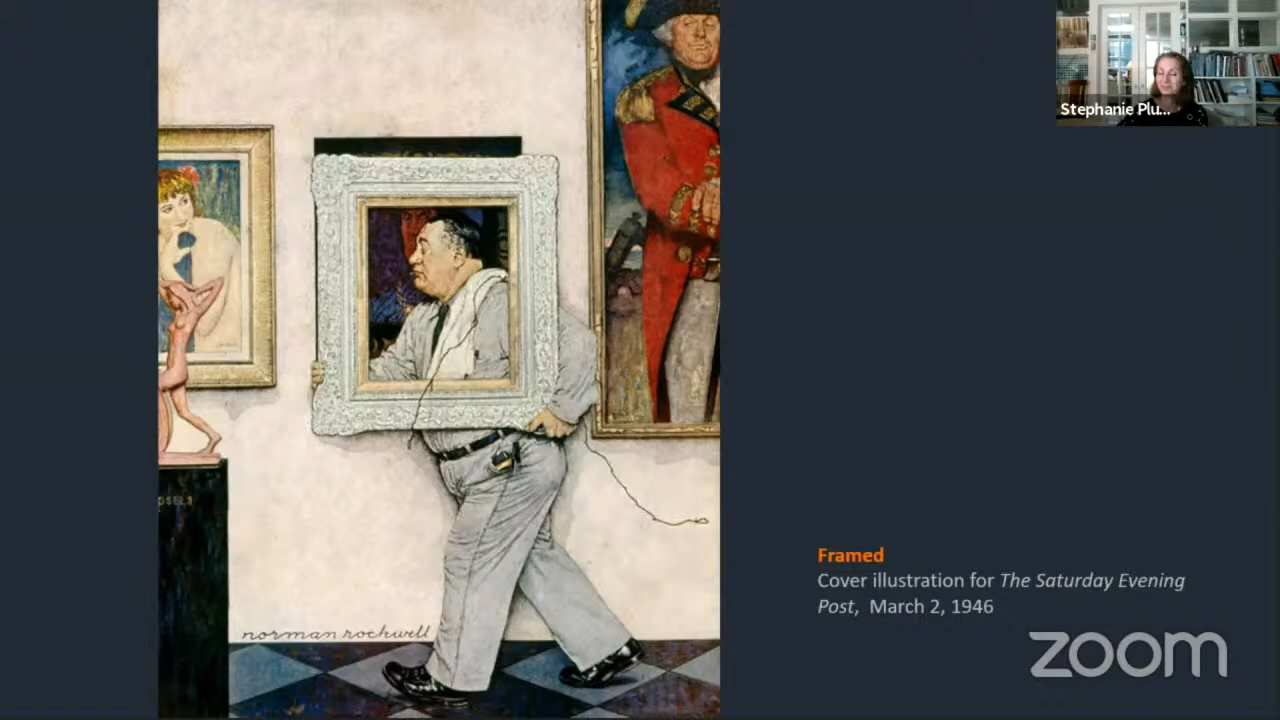 Stephanie Plu...
norman rockwell
Framed
Cover illustration for The Saturday Evening
Post, March 2, 1946
zoom